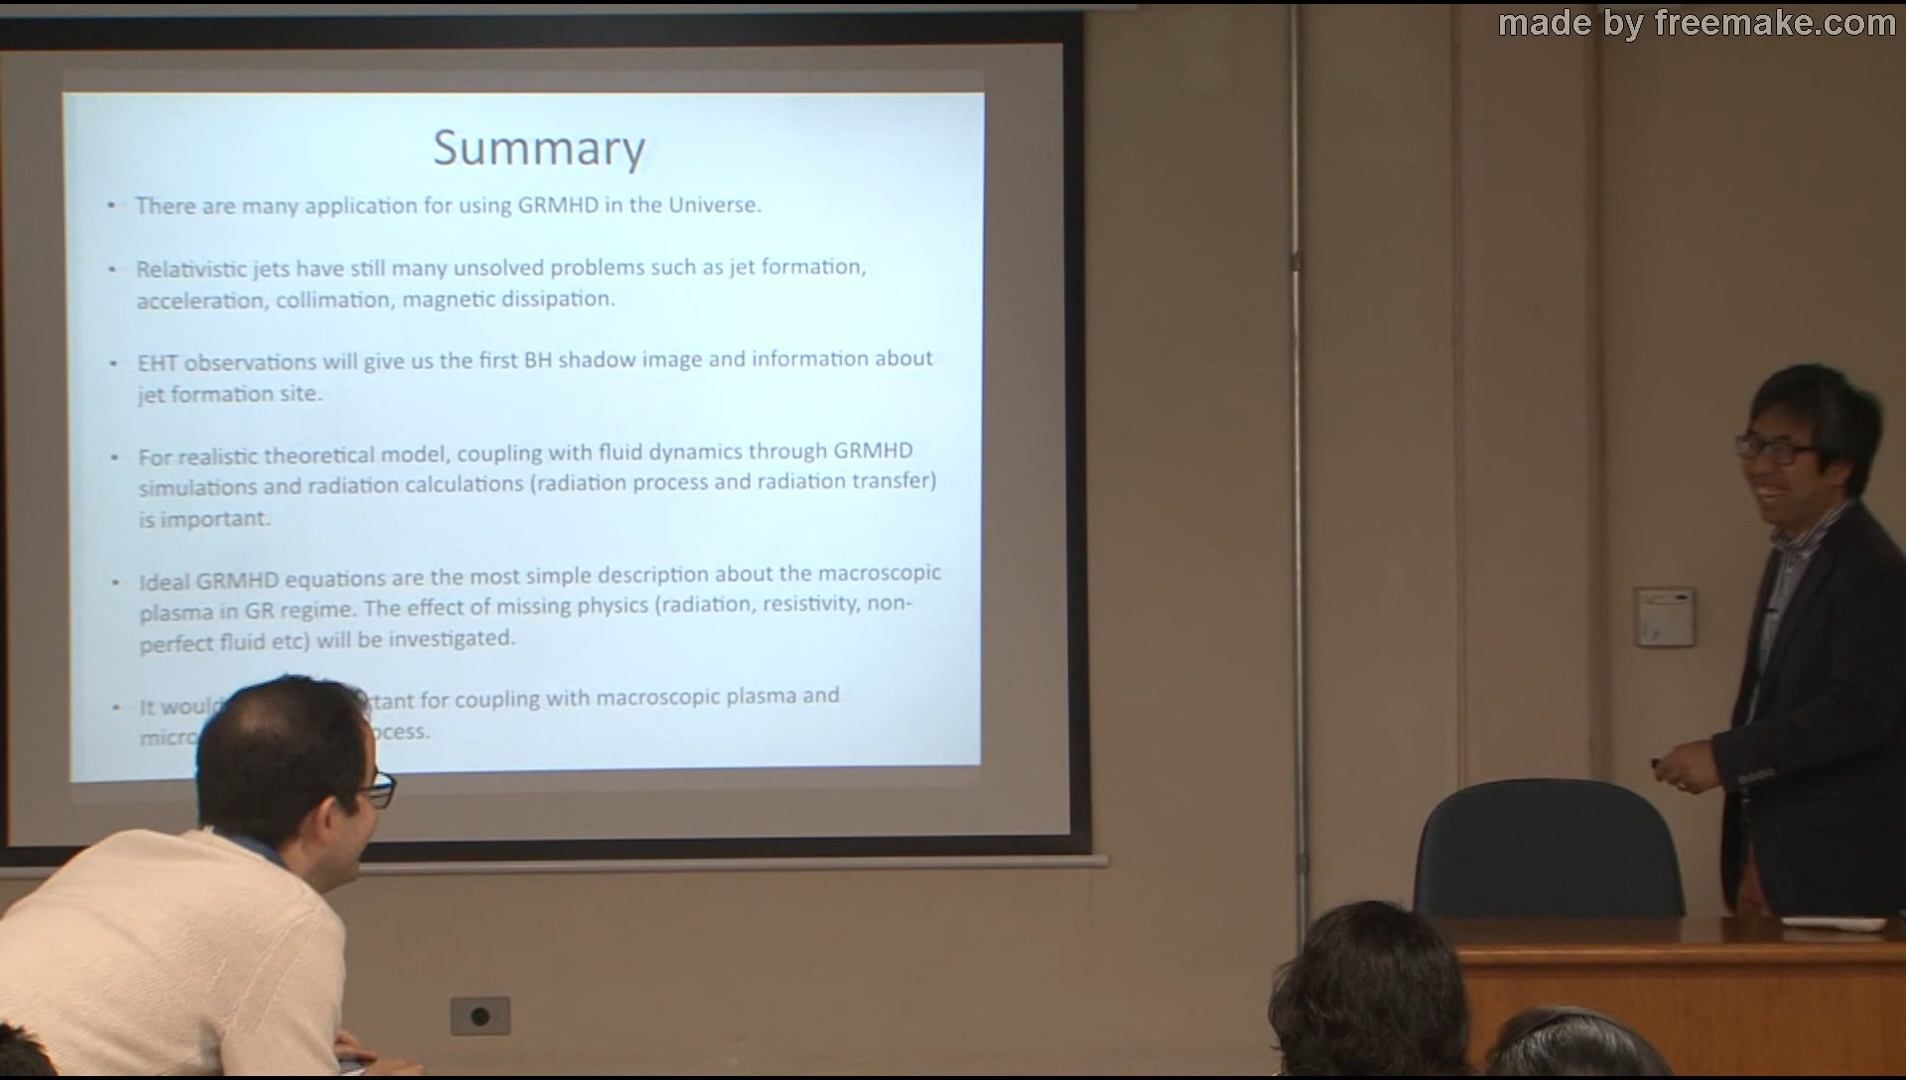 made by freemake.com
Summary
• There are many application for using GRMHD in the Universe.
• Relativistic jets have still many unsolved problems such as jet formation,
acceleration, collimation, magnetic dissipation.
• EHT observations will give us the first BH shadow image and information about
jet formation site.
• For realistic theoretical model, coupling with fluid dynamics through GRMHD
simulations and radiation calculations (radiation process and radiation transfer)
is important.
• Ideal GRMHD equations are the most simple description about the macroscopic
plasma in GR regime. The effect of missing physics (radiation, resistivity, non-
perfect fluid etc) will be investigated.
• It would tant for coupling with macroscopic plasma and
micro ocess.